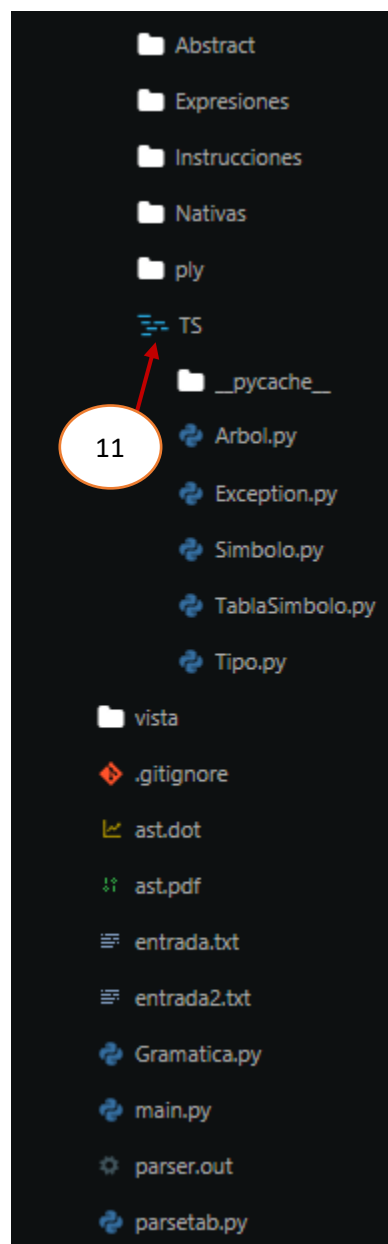 Abstract
Expresiones
Instrucciones
Nativas
ply
TS
__pycache__
11
Arbol.py
Exception.py
Simbolo.py
TablaSimbolo.py
Tipo.py
vista
.gitignore
ast.dot
ast.pdf
entrada.txt
entrada2.txt
Gramatica.py
main.py
parser.out
parsetab.py